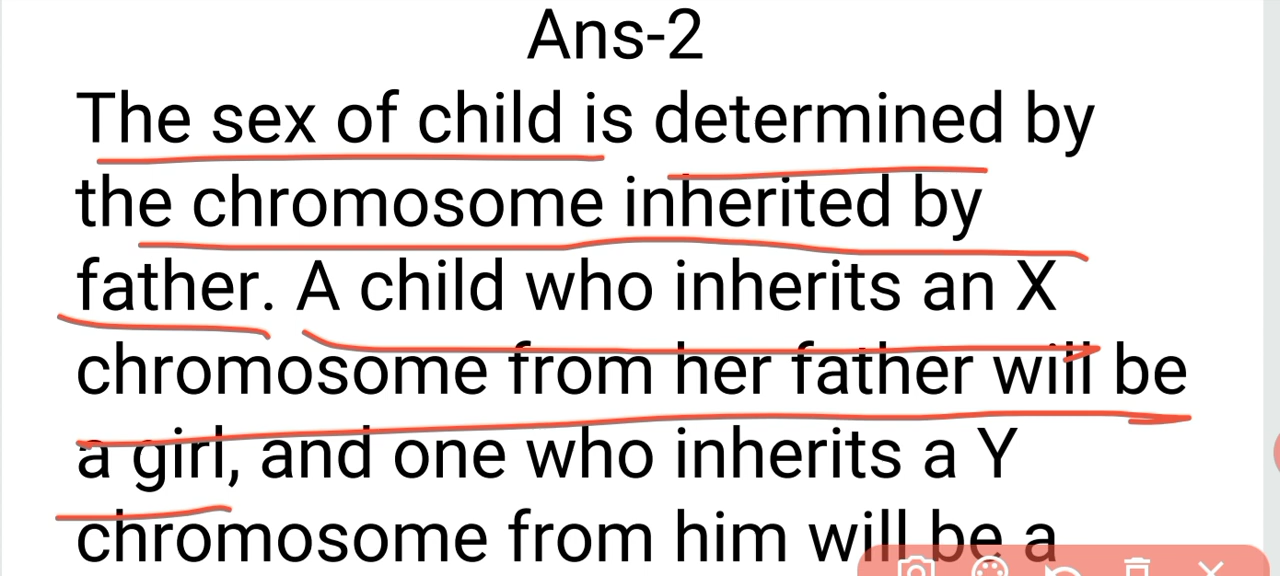 Ans-2
The sex of child is determined by
the chromosome inherited by
father. A child who inherits an X
chromosome from her father will be
a girl, and one who inherits a Y
chromosome from him will be a